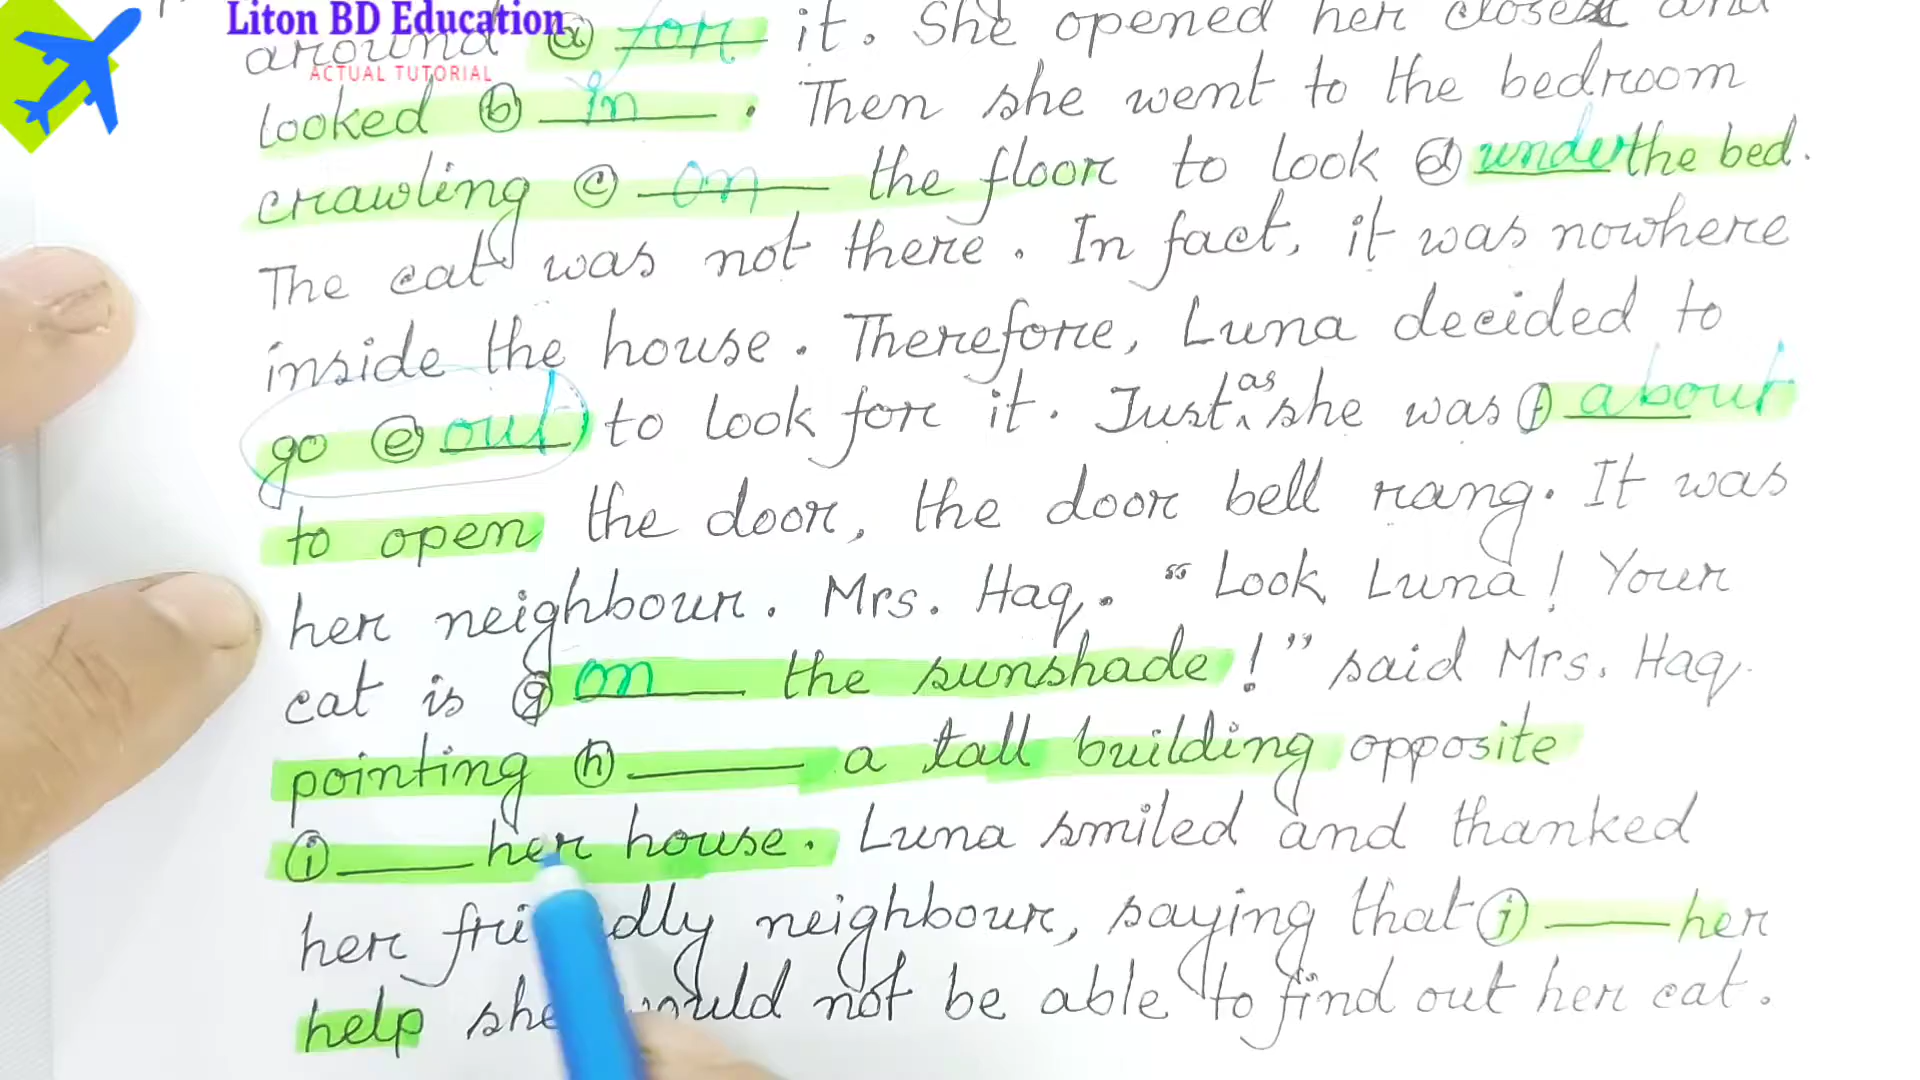 Liton BD Education
ACTUAL TUTORIAL
around ⓐ for it. She opened her closet and
looked ⓑ in . Then she went to the bedroom
crawling ⓒ on the floor to look ⓓ under the bed.
The cat was not there. In fact, it was nowhere
inside the house. Therefore, Luna decided to
go ⓔ out to look for it. Just as she was ⓕ about
to open the door, the door bell rang. It was
her neighbour. Mrs. Haq. "Look Luna! Your
cat is ⓖ on the sunshade!" said Mrs. Haq.
pointing ⓗ ____ a tall building opposite
ⓘ ____ her house. Luna smiled and thanked
her neighbour, saying that ⓙ ____ her
help she would not be able to find out her cat.